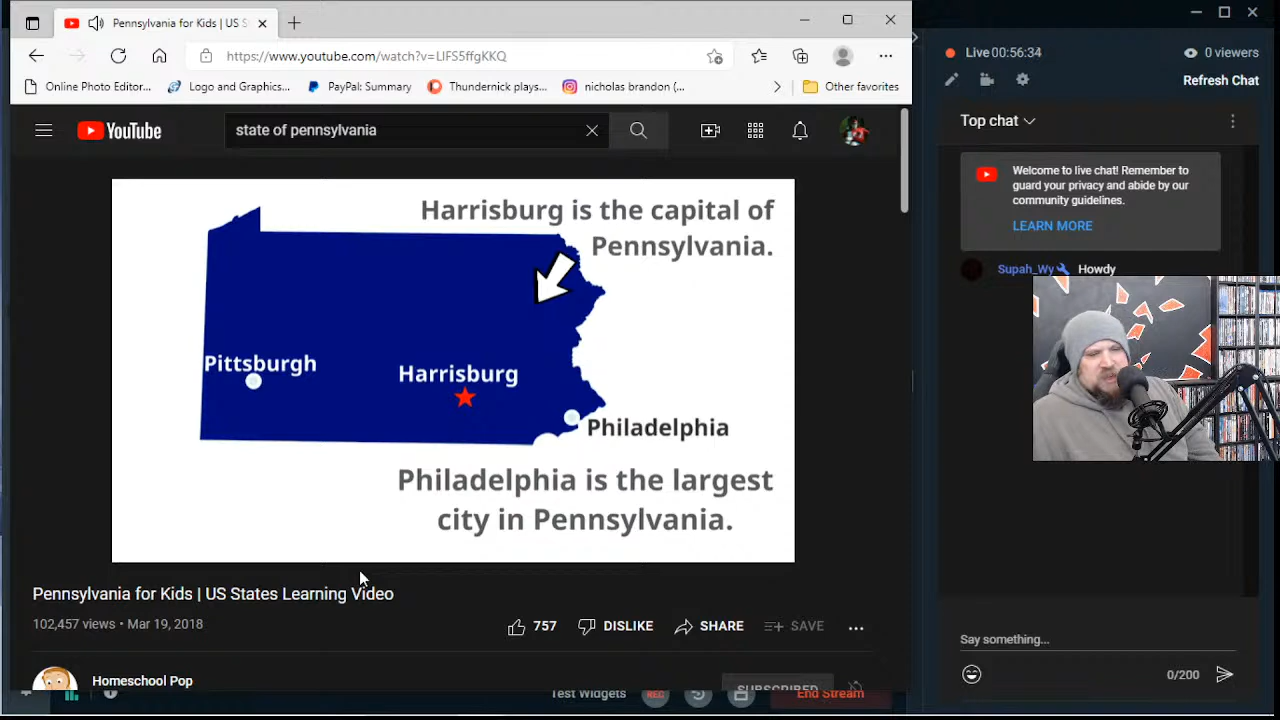 Pennsylvania for Kids | US S
https://www.youtube.com/watch?v=LIFS5ffgKKQ
Online Photo Editor...
Logo and Graphics...
PayPal: Summary
Thundernick plays...
nicholas brandon (...
Other favorites
YouTube
state of pennsylvania
Harrisburg is the capital of
Pennsylvania.
Pittsburgh
Harrisburg
Philadelphia
Philadelphia is the largest
city in Pennsylvania.
Pennsylvania for Kids | US States Learning Video
102,457 views • Mar 19, 2018
757
DISLIKE
SHARE
SAVE
...
Homeschool Pop
SUBSCRIBED
Test Widgets
REC
End Stream
Live 00:56:34
0 viewers
Refresh Chat
Top chat
Welcome to live chat! Remember to
guard your privacy and abide by our
community guidelines.
LEARN MORE
Supah_Wy Howdy
Say something...
0/200